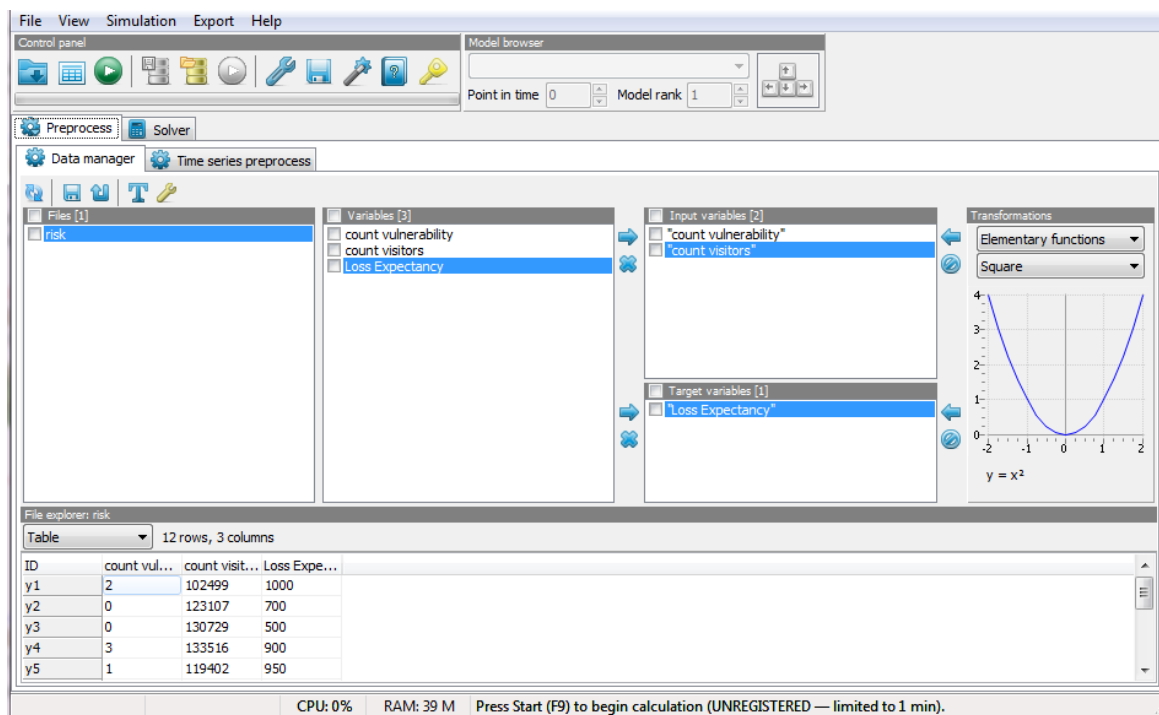 File View Simulation Export Help
Control panel
Model browser
Point in time 0 Model rank 1
Preprocess Solver
Data manager Time series preprocess
Files [1]
risk
Variables [3]
count vulnerability
count visitors
Loss Expectancy
Input variables [2]
"count vulnerability"
"count visitors"
Target variables [1]
"Loss Expectancy"
Transformations
Elementary functions
Square
4
3
2
1
0
-2 -1 0 1 2
y = x²
File explorer: risk
Table 12 rows, 3 columns
ID count vul... count visit... Loss Expe...
y1 2 102499 1000
y2 0 123107 700
y3 0 130729 500
y4 3 133516 900
y5 1 119402 950
CPU: 0% RAM: 39 M Press Start (F9) to begin calculation (UNREGISTERED — limited to 1 min).